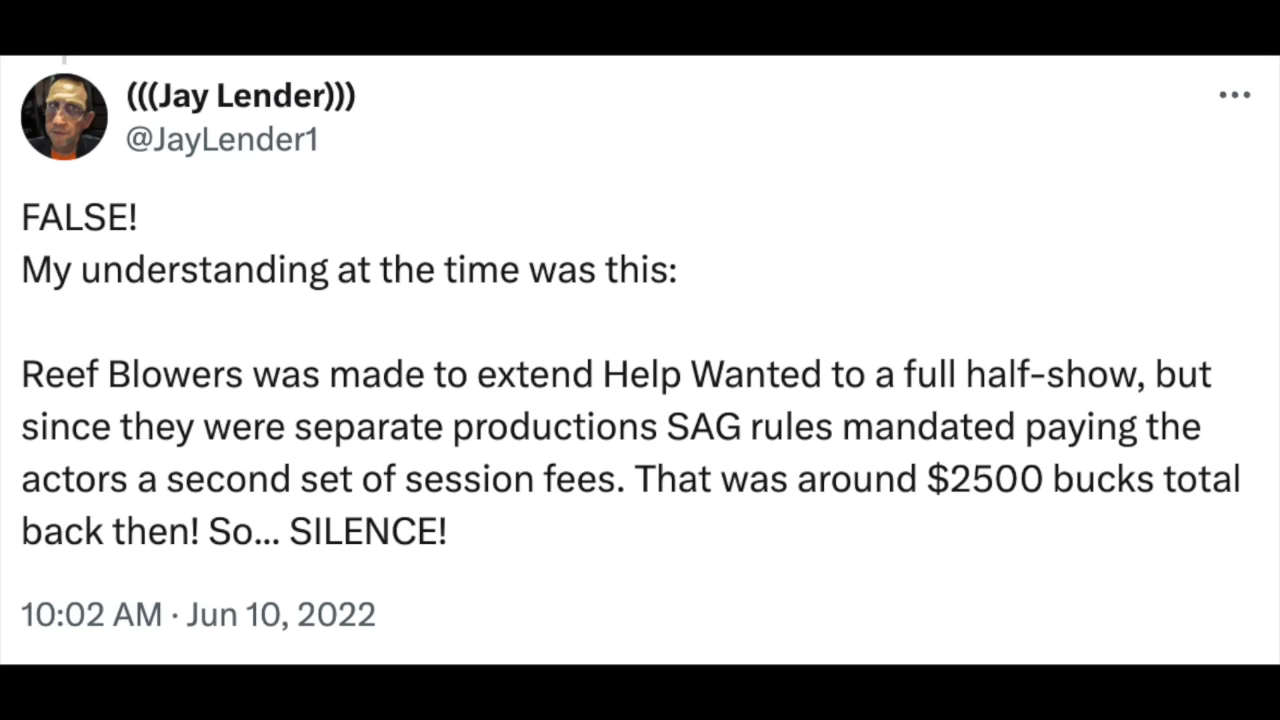 (((Jay Lender)))
@JayLender1
FALSE!
My understanding at the time was this:
Reef Blowers was made to extend Help Wanted to a full half-show, but
since they were separate productions SAG rules mandated paying the
actors a second set of session fees. That was around $2500 bucks total
back then! So... SILENCE!
10:02 AM · Jun 10, 2022